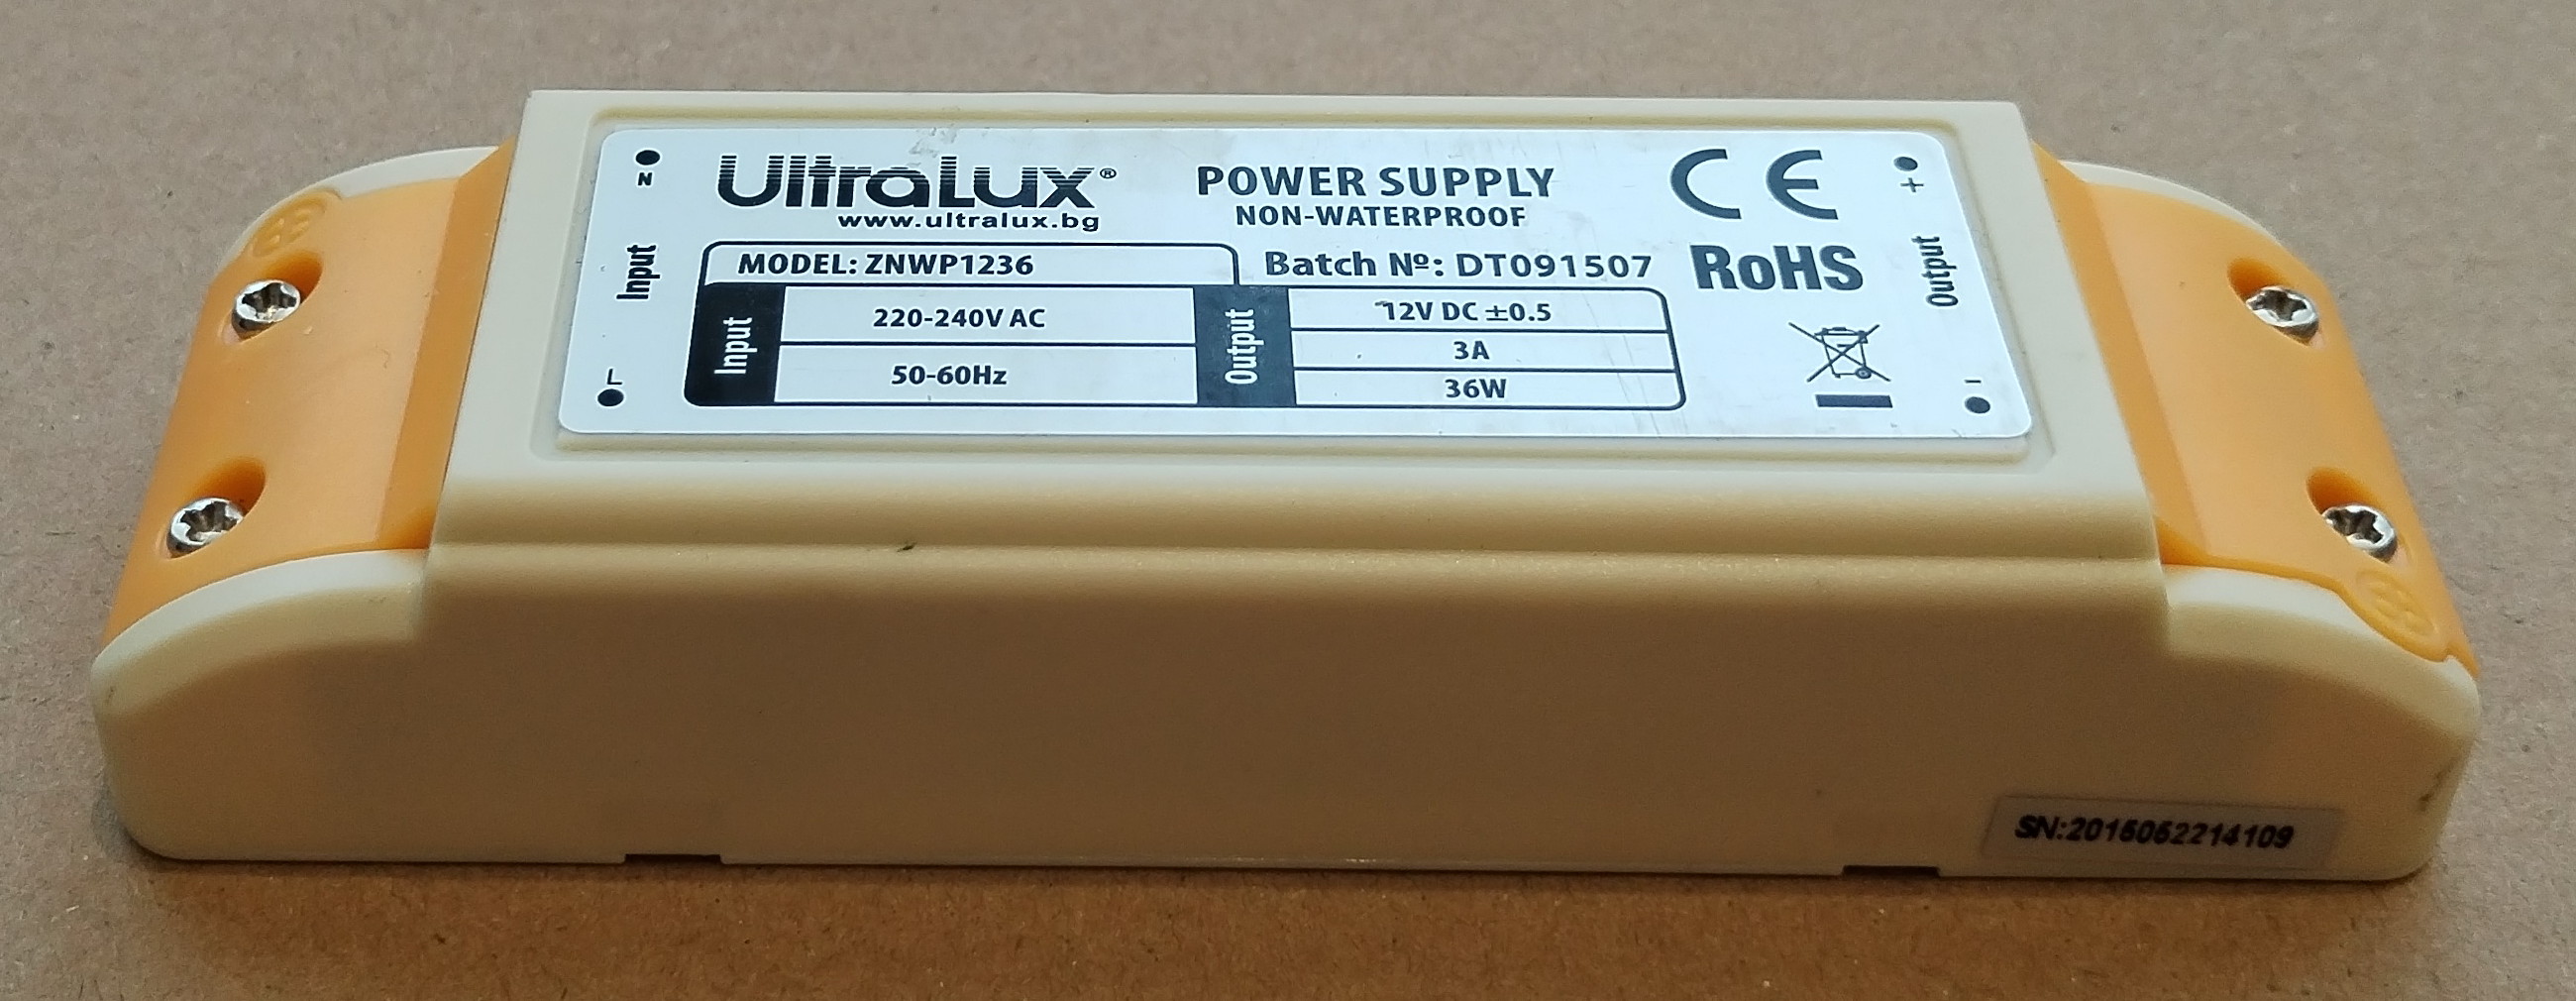 N
Input
L
UltraLux®
www.ultralux.bg
POWER SUPPLY
NON-WATERPROOF
CE
RoHS
MODEL: ZNWP1236
Batch №: DT091507
Input
220-240V AC
50-60Hz
Output
12V DC ±0.5
3A
36W
+
Output
-
SN:2015052214109